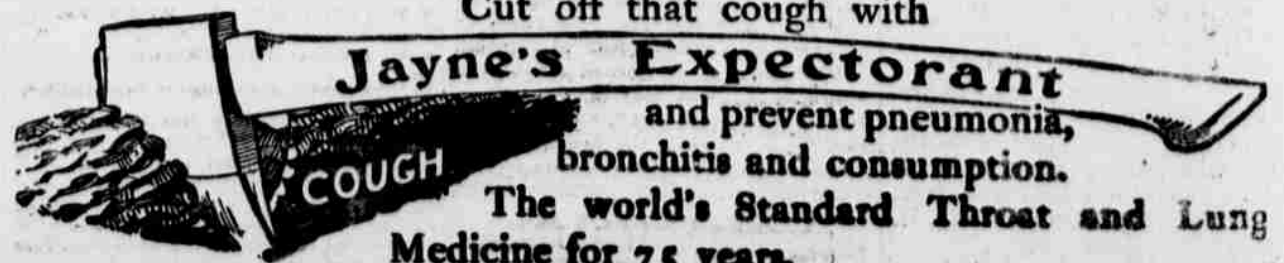 Cut off that cough with
Jayne's Expectorant
and prevent pneumonia,
bronchitis and consumption.
COUGH
The world's Standard Throat and Lung
Medicine for 75 years.